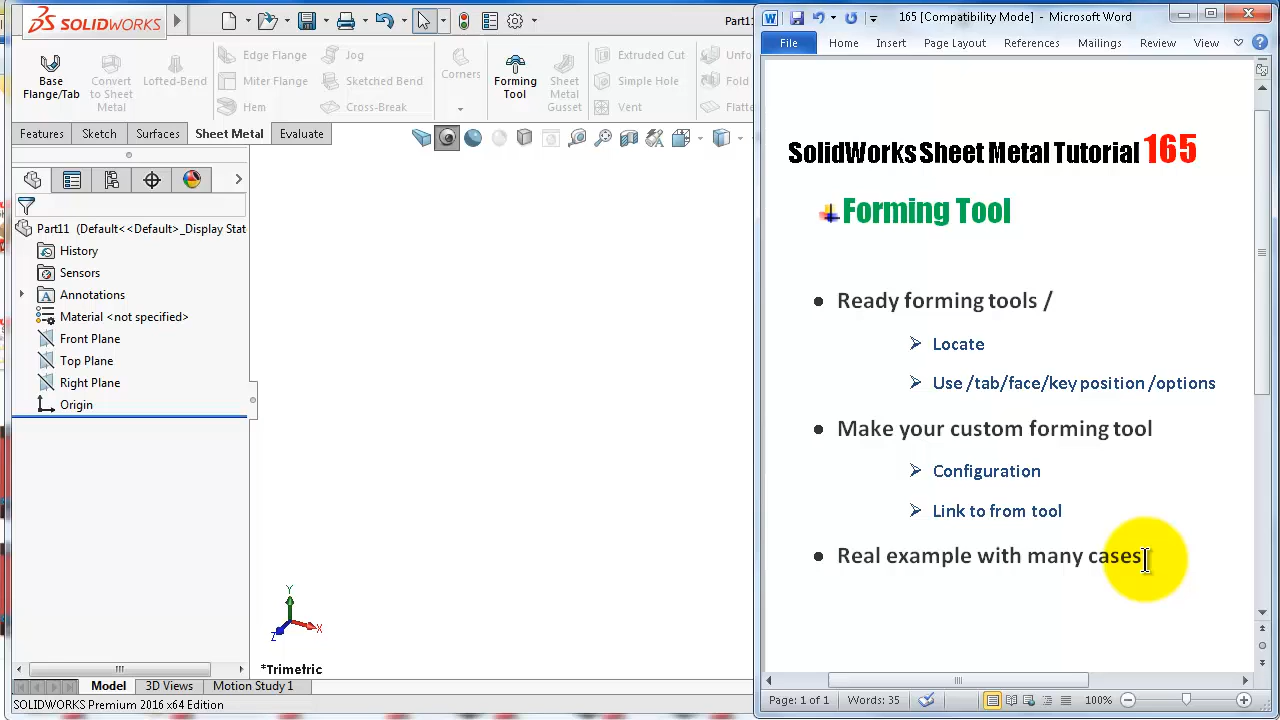 SOLIDWORKS
Part11
Base Flange/Tab
Convert to Sheet Metal
Lofted-Bend
Edge Flange
Miter Flange
Hem
Jog
Sketched Bend
Cross-Break
Corners
Forming Tool
Sheet Metal Gusset
Extruded Cut
Simple Hole
Vent
Unfo
Fold
Flatte
Features
Sketch
Surfaces
Sheet Metal
Evaluate
Part11 (Default<<Default>_Display Stat
History
Sensors
Annotations
Material <not specified>
Front Plane
Top Plane
Right Plane
Origin
Y
X
Z
*Trimetric
Model
3D Views
Motion Study 1
SOLIDWORKS Premium 2016 x64 Edition
165 [Compatibility Mode] - Microsoft Word
File
Home
Insert
Page Layout
References
Mailings
Review
View
SolidWorks Sheet Metal Tutorial 165
Forming Tool
• Ready forming tools /
➢ Locate
➢ Use /tab/face/key position /options
• Make your custom forming tool
➢ Configuration
➢ Link to from tool
• Real example with many cases
Page: 1 of 1
Words: 35
100%